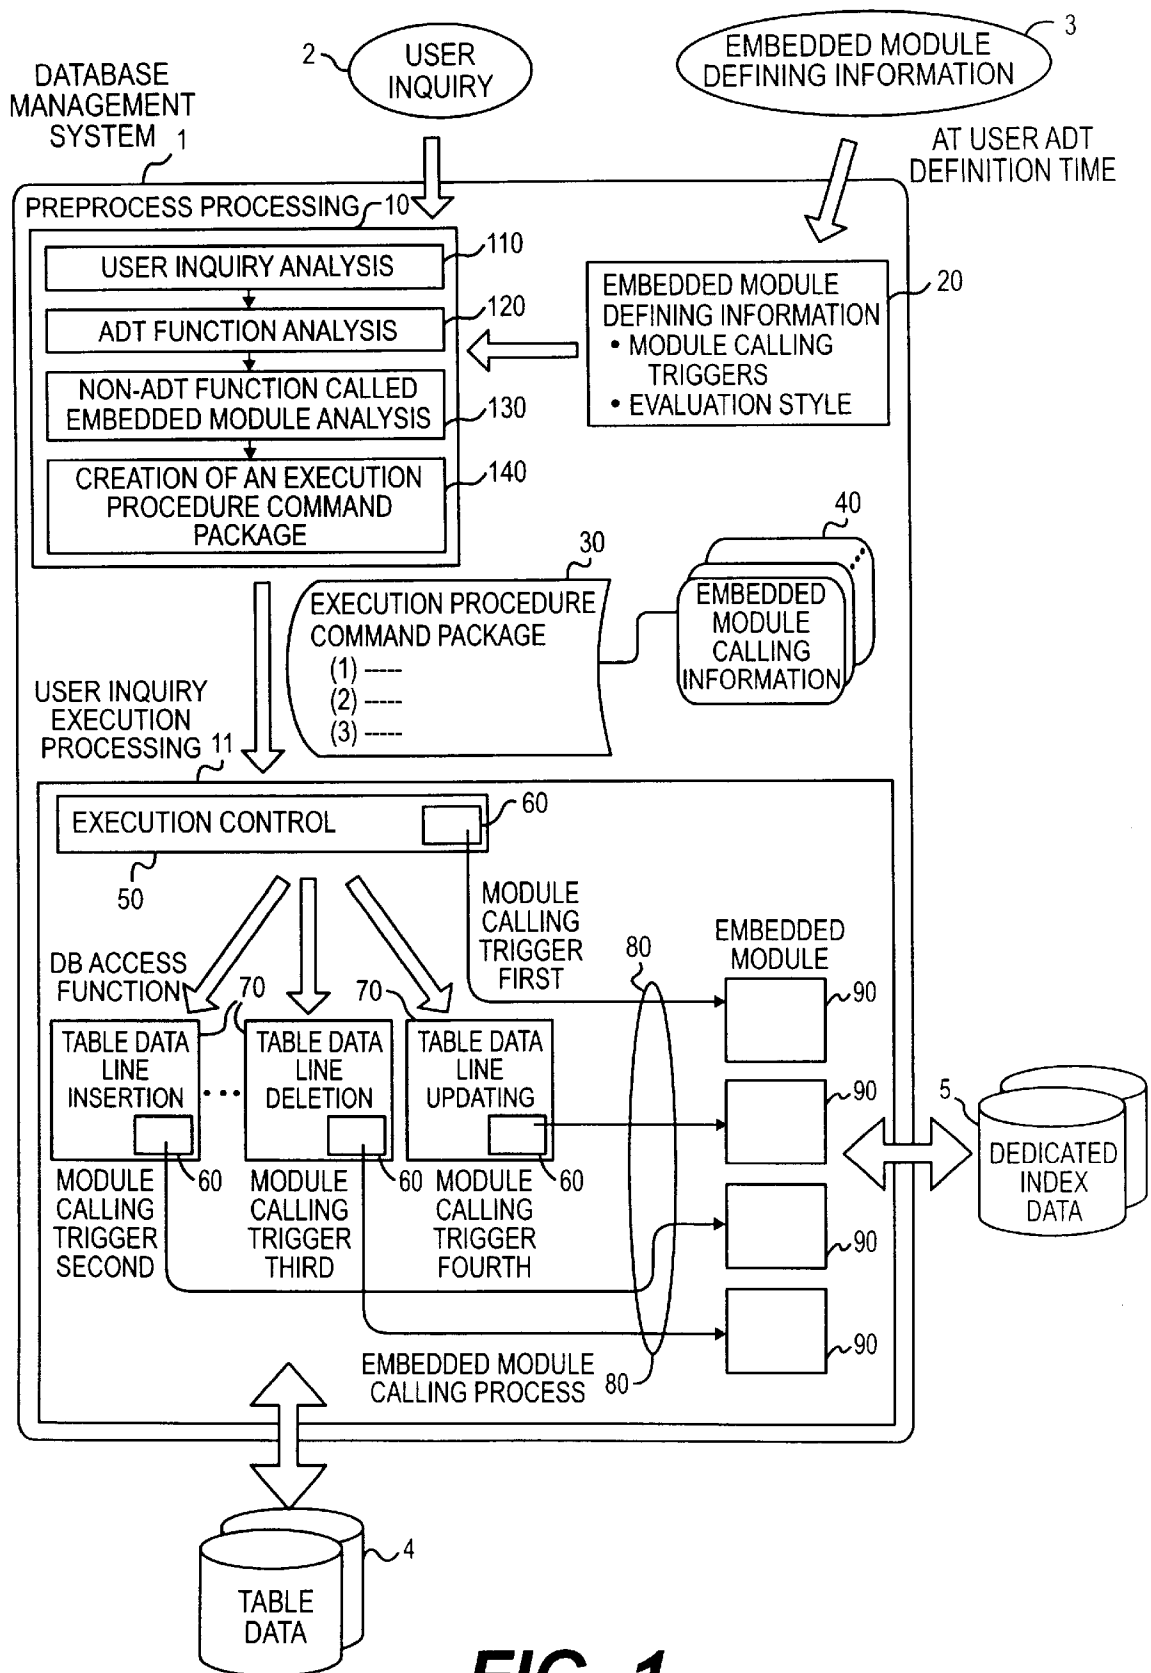 2
USER
INQUIRY
EMBEDDED MODULE
DEFINING INFORMATION
3
DATABASE
MANAGEMENT
SYSTEM
1
AT USER ADT
DEFINITION TIME
PREPROCESS PROCESSING
10
USER INQUIRY ANALYSIS
110
ADT FUNCTION ANALYSIS
120
NON-ADT FUNCTION CALLED
EMBEDDED MODULE ANALYSIS
130
CREATION OF AN EXECUTION
PROCEDURE COMMAND
PACKAGE
140
EMBEDDED MODULE
DEFINING INFORMATION
• MODULE CALLING
TRIGGERS
• EVALUATION STYLE
20
30
EXECUTION PROCEDURE
COMMAND PACKAGE
(1) -----
(2) -----
(3) -----
40
EMBEDDED
MODULE
CALLING
INFORMATION
USER INQUIRY
EXECUTION
PROCESSING
11
EXECUTION CONTROL
60
50
MODULE
CALLING
TRIGGER
FIRST
DB ACCESS
FUNCTION
70
70
80
EMBEDDED
MODULE
90
TABLE DATA
LINE
INSERTION
60
TABLE DATA
LINE
DELETION
60
TABLE DATA
LINE
UPDATING
60
90
5
DEDICATED
INDEX
DATA
MODULE
CALLING
TRIGGER
SECOND
MODULE
CALLING
TRIGGER
THIRD
MODULE
CALLING
TRIGGER
FOURTH
90
90
EMBEDDED MODULE
CALLING PROCESS
80
4
TABLE
DATA
FIG. 1